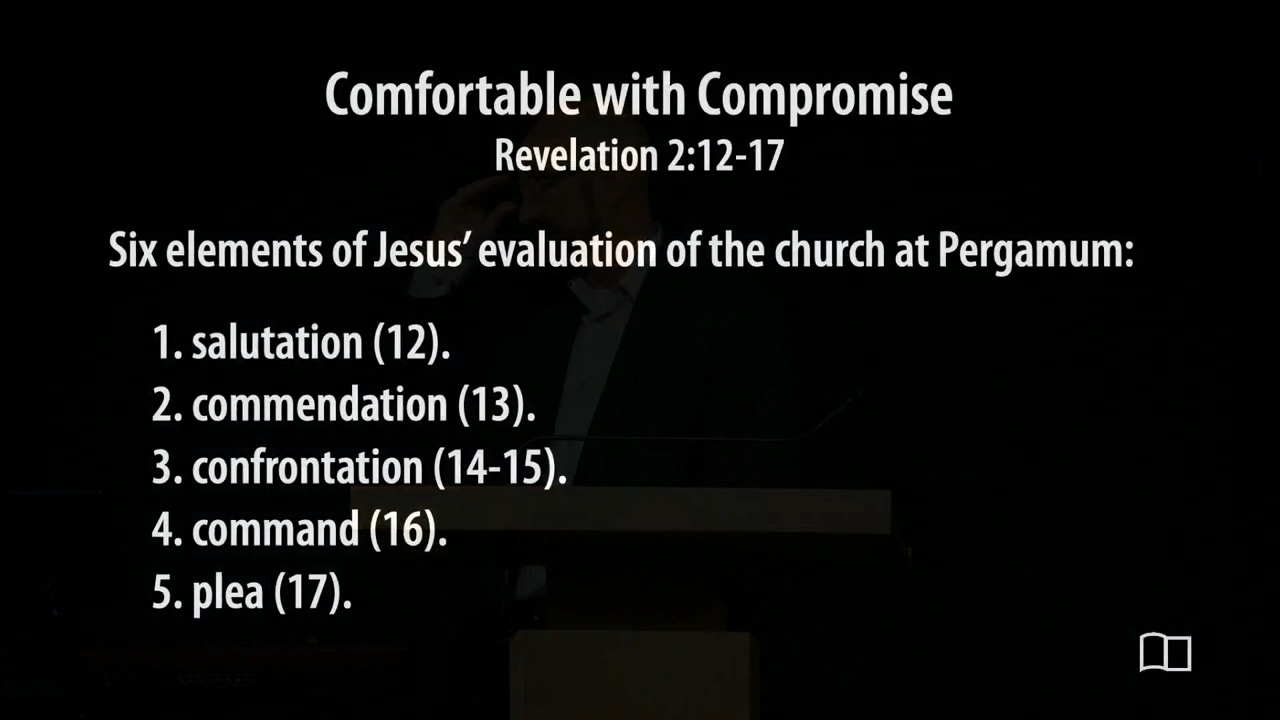 Comfortable with Compromise
Revelation 2:12-17
Six elements of Jesus’ evaluation of the church at Pergamum:
1. salutation (12).
2. commendation (13).
3. confrontation (14-15).
4. command (16).
5. plea (17).